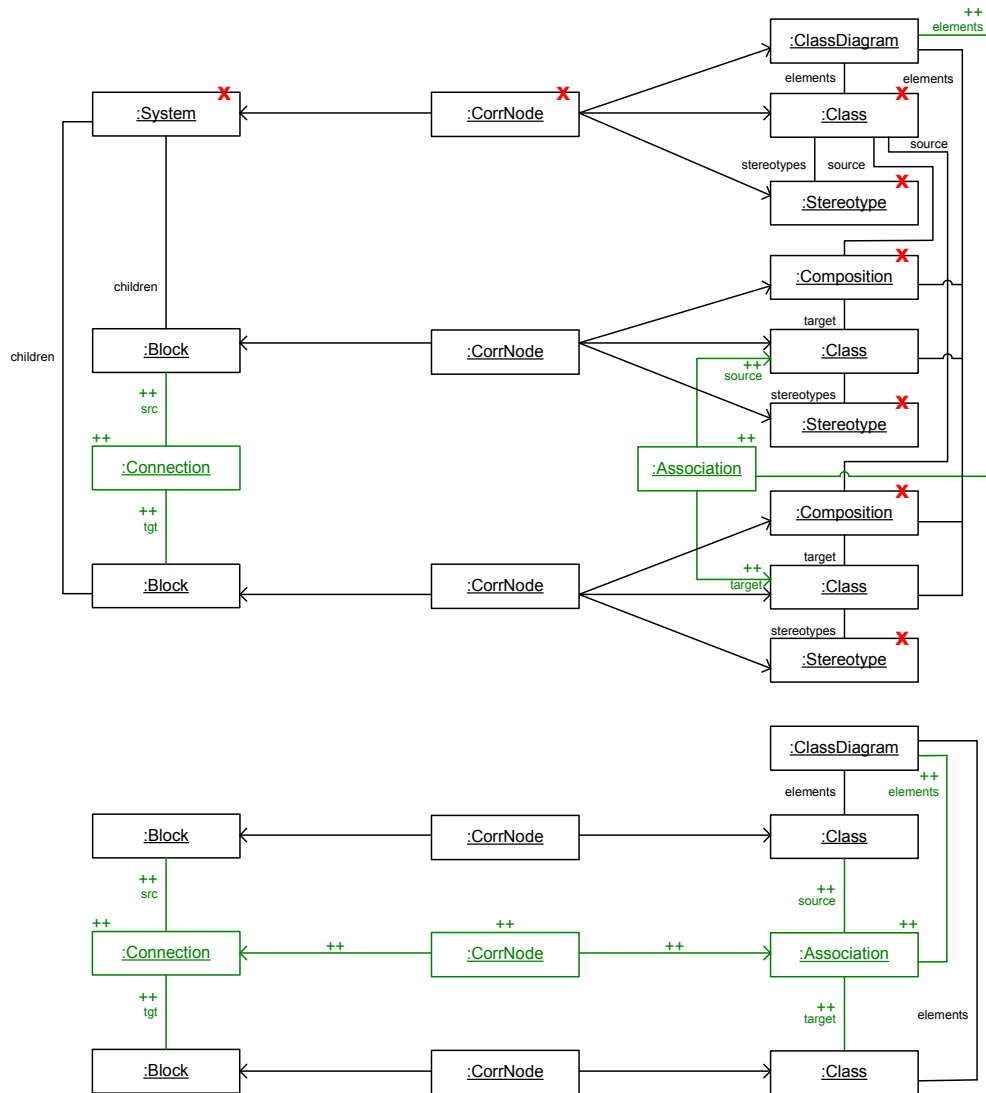 ++
elements
:ClassDiagram
elements
elements
X
:System
X
:CorrNode
X
:Class
source
stereotypes
source
X
:Stereotype
X
:Composition
children
target
children
:Block
:CorrNode
:Class
++
source
++
src
stereotypes
X
:Stereotype
++
:Connection
++
:Association
++
tgt
X
:Composition
target
++
target
:Block
:CorrNode
:Class
stereotypes
X
:Stereotype
:ClassDiagram
elements
++
elements
:Block
:CorrNode
:Class
++
src
++
source
++
:Connection
++
++
:CorrNode
++
++
:Association
++
tgt
++
target
elements
:Block
:CorrNode
:Class